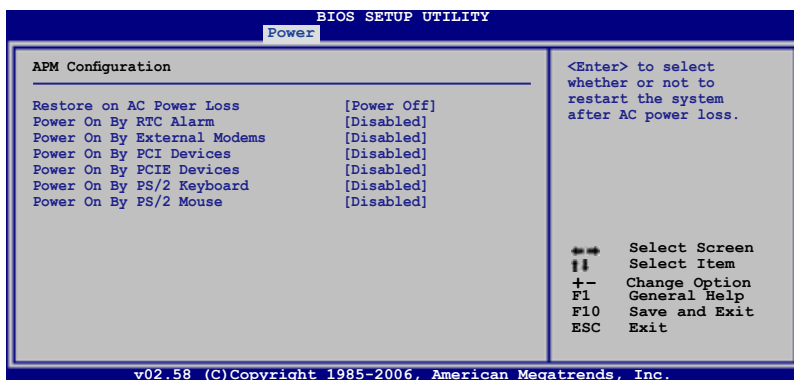 BIOS SETUP UTILITY
Power
APM Configuration
Restore on AC Power Loss [Power Off]
Power On By RTC Alarm [Disabled]
Power On By External Modems [Disabled]
Power On By PCI Devices [Disabled]
Power On By PCIE Devices [Disabled]
Power On By PS/2 Keyboard [Disabled]
Power On By PS/2 Mouse [Disabled]
<Enter> to select
whether or not to
restart the system
after AC power loss.
←→ Select Screen
↑↓ Select Item
+- Change Option
F1 General Help
F10 Save and Exit
ESC Exit
v02.58 (C)Copyright 1985-2006, American Megatrends, Inc.